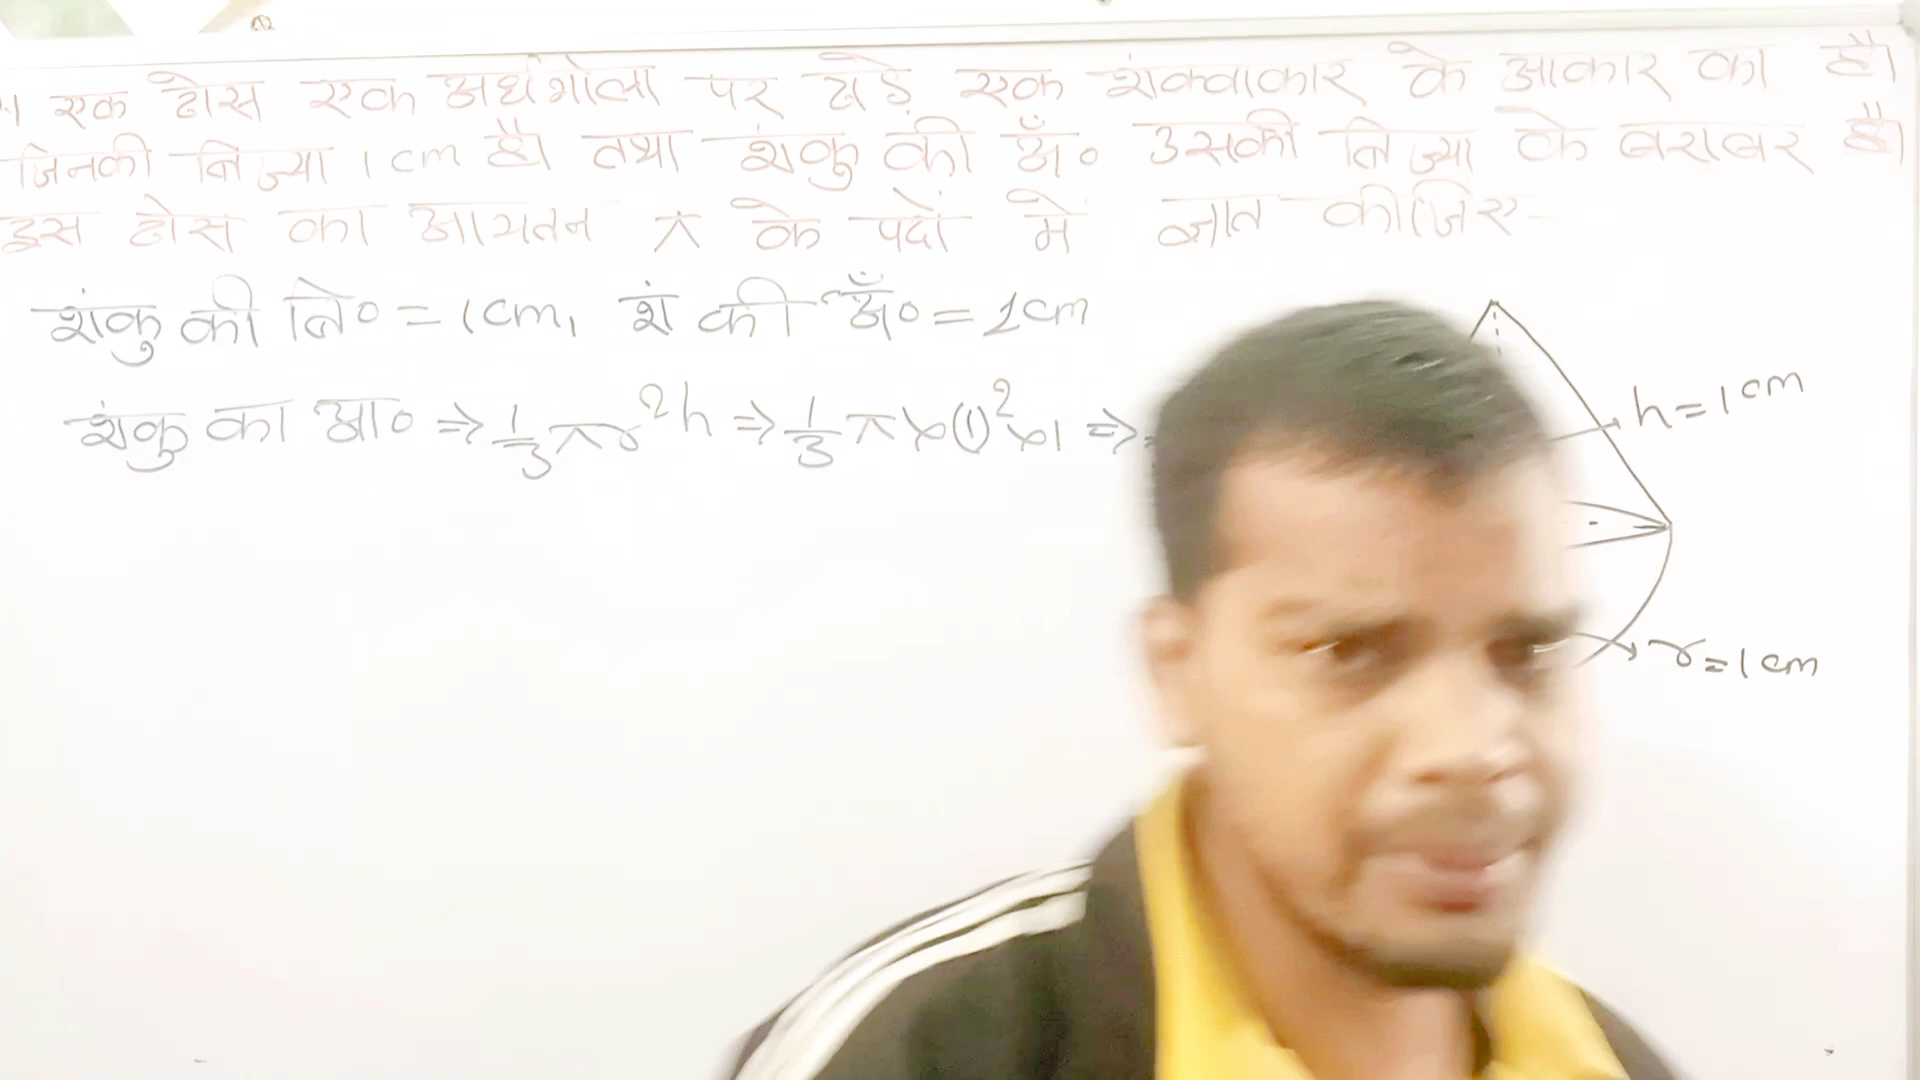 1 एक ठोस एक अर्धगोला पर खड़े एक शंक्वाकार के आकार का है।
जिनकी त्रिज्या 1 cm है। तथा शंकु की ऊँ० उसकी त्रिज्या के बराबर है।
इस ठोस का आयतन π के पदों में ज्ञात कीजिए-
शंकु की त्रि० = 1cm, शं की ऊँ० = 1cm
शंकु का आ० ⇒ 1/3 πr²h ⇒ 1/3 π×(1)²×1 ⇒
h=1cm
r=1cm